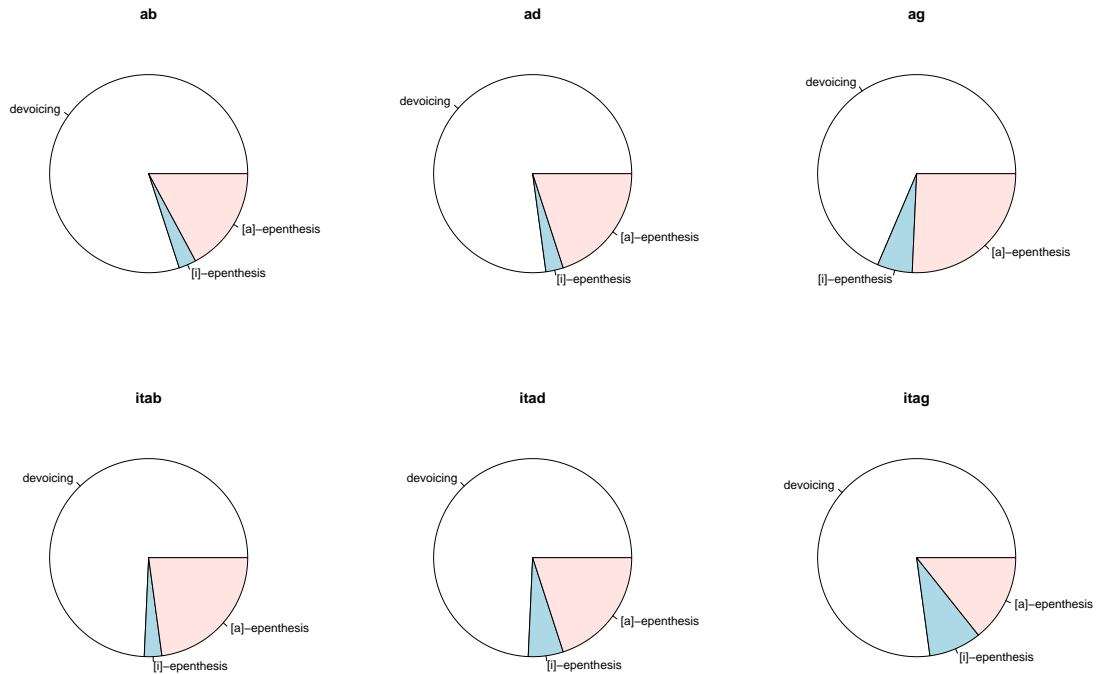 ab
devoicing
[i]−epenthesis
[a]−epenthesis
ad
devoicing
[i]−epenthesis
[a]−epenthesis
ag
devoicing
[i]−epenthesis
[a]−epenthesis
itab
devoicing
[i]−epenthesis
[a]−epenthesis
itad
devoicing
[i]−epenthesis
[a]−epenthesis
itag
devoicing
[i]−epenthesis
[a]−epenthesis